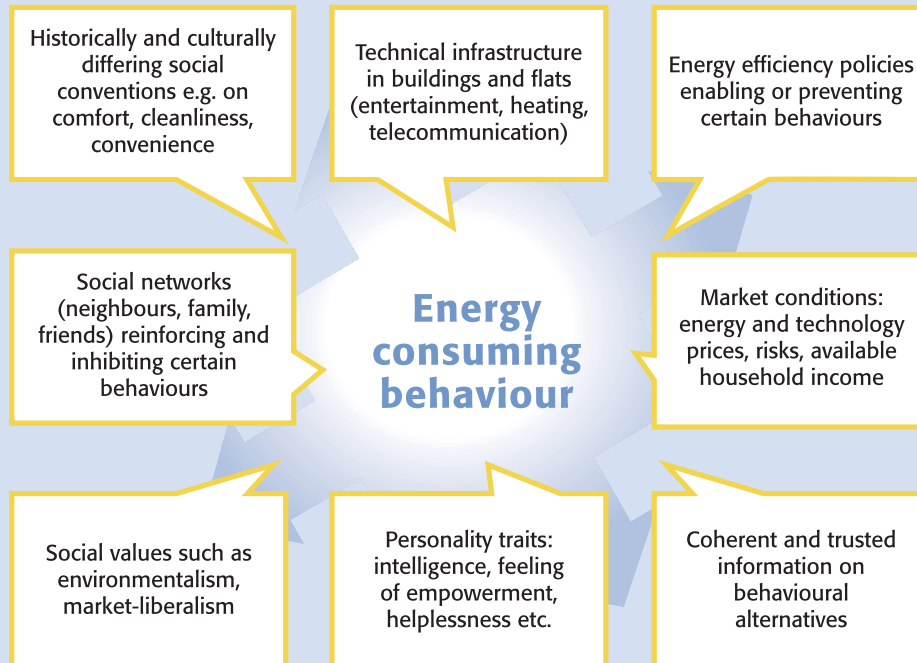 Historically and culturally
differing social
conventions e.g. on
comfort, cleanliness,
convenience
Technical infrastructure
in buildings and flats
(entertainment, heating,
telecommunication)
Energy efficiency policies
enabling or preventing
certain behaviours
Social networks
(neighbours, family,
friends) reinforcing and
inhibiting certain
behaviours
Energy
consuming
behaviour
Market conditions:
energy and technology
prices, risks, available
household income
Social values such as
environmentalism,
market-liberalism
Personality traits:
intelligence, feeling
of empowerment,
helplessness etc.
Coherent and trusted
information on
behavioural
alternatives